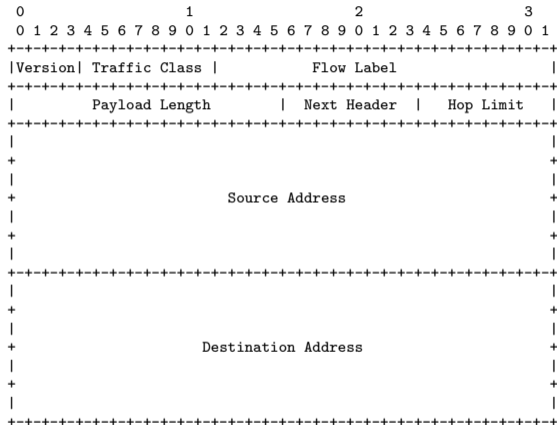 0                   1                   2                   3
 0 1 2 3 4 5 6 7 8 9 0 1 2 3 4 5 6 7 8 9 0 1 2 3 4 5 6 7 8 9 0 1
+-+-+-+-+-+-+-+-+-+-+-+-+-+-+-+-+-+-+-+-+-+-+-+-+-+-+-+-+-+-+-+-+
|Version| Traffic Class |           Flow Label                  |
+-+-+-+-+-+-+-+-+-+-+-+-+-+-+-+-+-+-+-+-+-+-+-+-+-+-+-+-+-+-+-+-+
|         Payload Length        |  Next Header  |   Hop Limit   |
+-+-+-+-+-+-+-+-+-+-+-+-+-+-+-+-+-+-+-+-+-+-+-+-+-+-+-+-+-+-+-+-+
|                                                               |
+                                                               +
|                                                               |
+                         Source Address                        +
|                                                               |
+                                                               +
|                                                               |
+-+-+-+-+-+-+-+-+-+-+-+-+-+-+-+-+-+-+-+-+-+-+-+-+-+-+-+-+-+-+-+-+
|                                                               |
+                                                               +
|                                                               |
+                      Destination Address                      +
|                                                               |
+                                                               +
|                                                               |
+-+-+-+-+-+-+-+-+-+-+-+-+-+-+-+-+-+-+-+-+-+-+-+-+-+-+-+-+-+-+-+-+